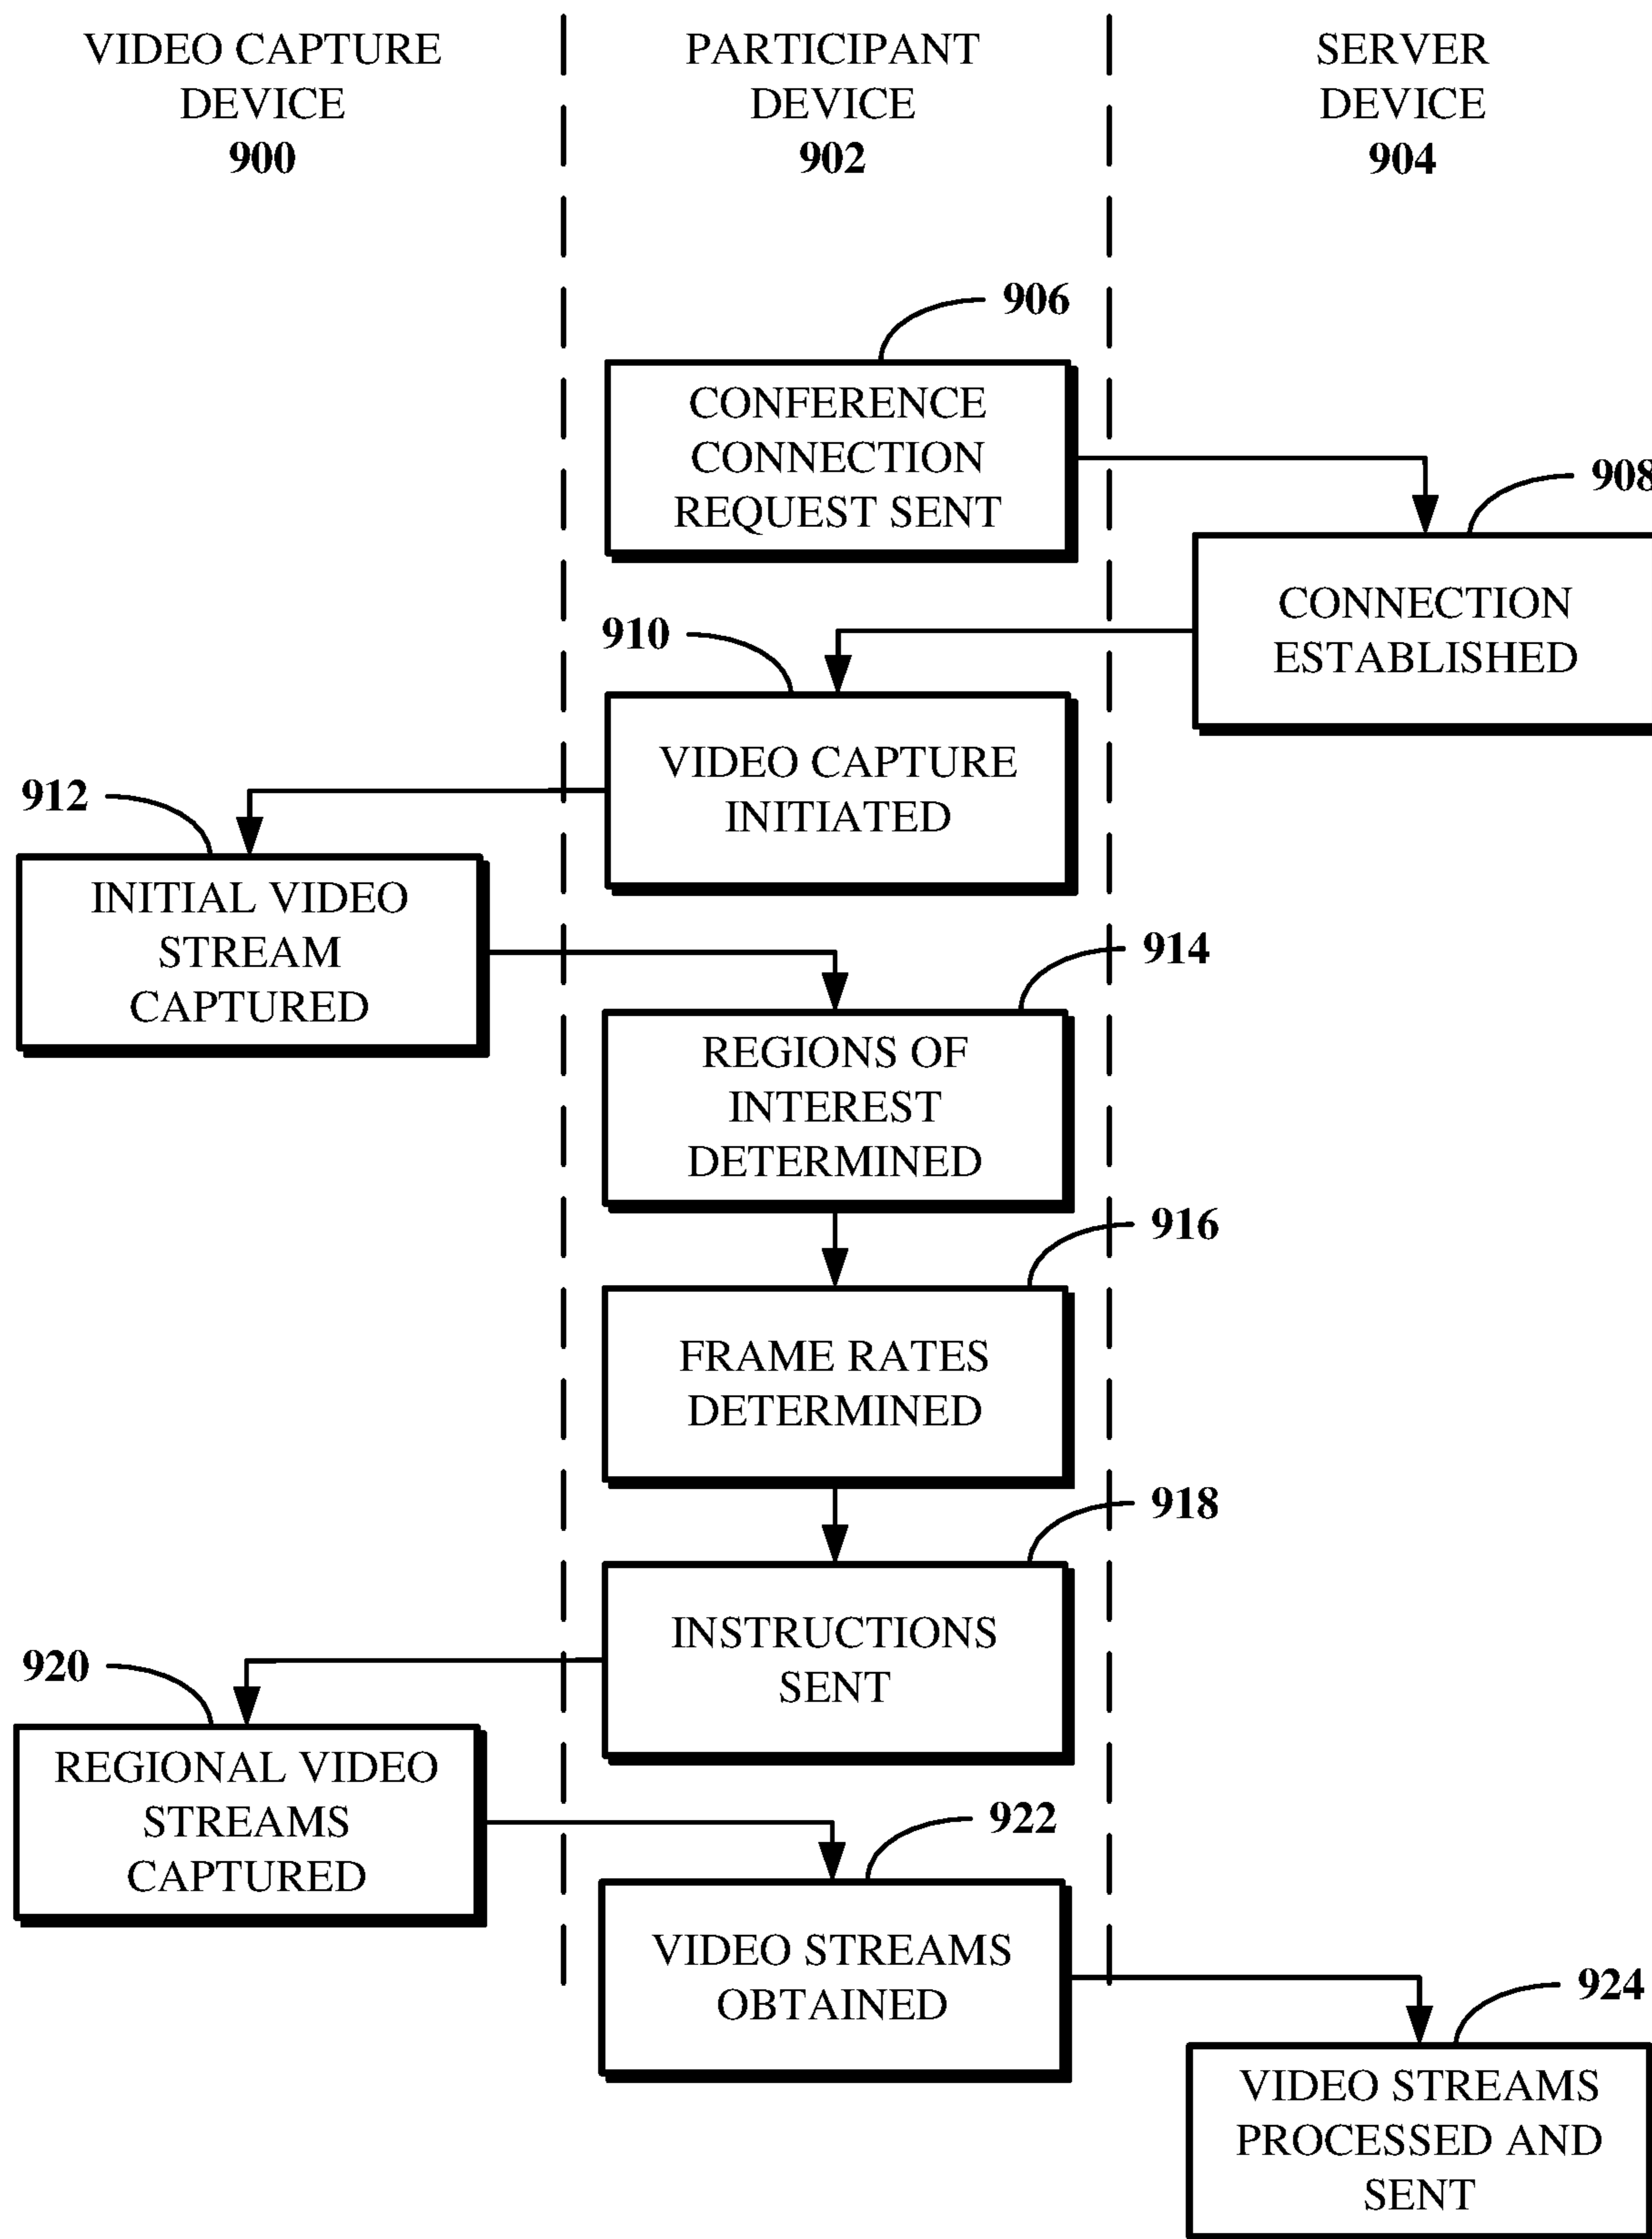 VIDEO CAPTURE
DEVICE
900
PARTICIPANT
DEVICE
902
SERVER
DEVICE
904
906
CONFERENCE
CONNECTION
REQUEST SENT
908
CONNECTION
ESTABLISHED
910
VIDEO CAPTURE
INITIATED
912
INITIAL VIDEO
STREAM
CAPTURED
914
REGIONS OF
INTEREST
DETERMINED
916
FRAME RATES
DETERMINED
918
INSTRUCTIONS
SENT
920
REGIONAL VIDEO
STREAMS
CAPTURED
922
VIDEO STREAMS
OBTAINED
924
VIDEO STREAMS
PROCESSED AND
SENT